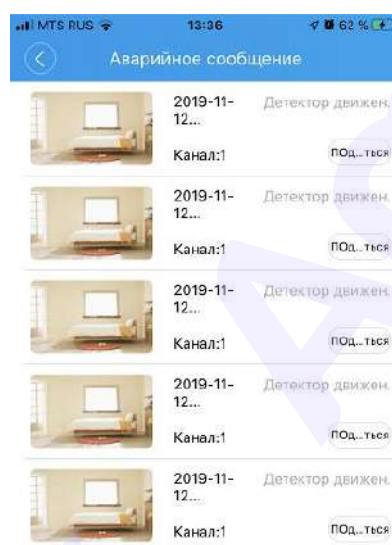 MTS RUS 13:36 62 %
Аварийное сообщение
2019-11-12... Детектор движен.
Канал:1 ПОд...ться
2019-11-12... Детектор движен.
Канал:1 ПОд...ться
2019-11-12... Детектор движен.
Канал:1 ПОд...ться
2019-11-12... Детектор движен.
Канал:1 ПОд...ться
2019-11-12... Детектор движен.
Канал:1 ПОд...ться